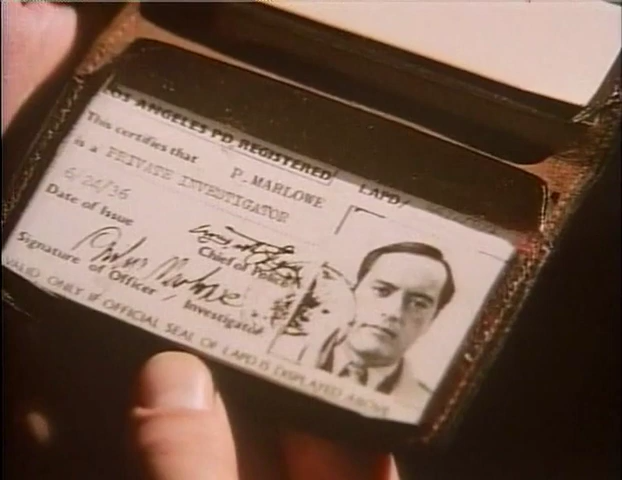 LOS ANGELES PD REGISTERED/ LAPD/
This certifies that P. MARLOWE
is a PRIVATE INVESTIGATOR
6/24/36
Date of Issue
Chief of Police
Signature of Officer, Investigator
VALID ONLY IF OFFICIAL SEAL OF LAPD IS DISPLAYED ABOVE